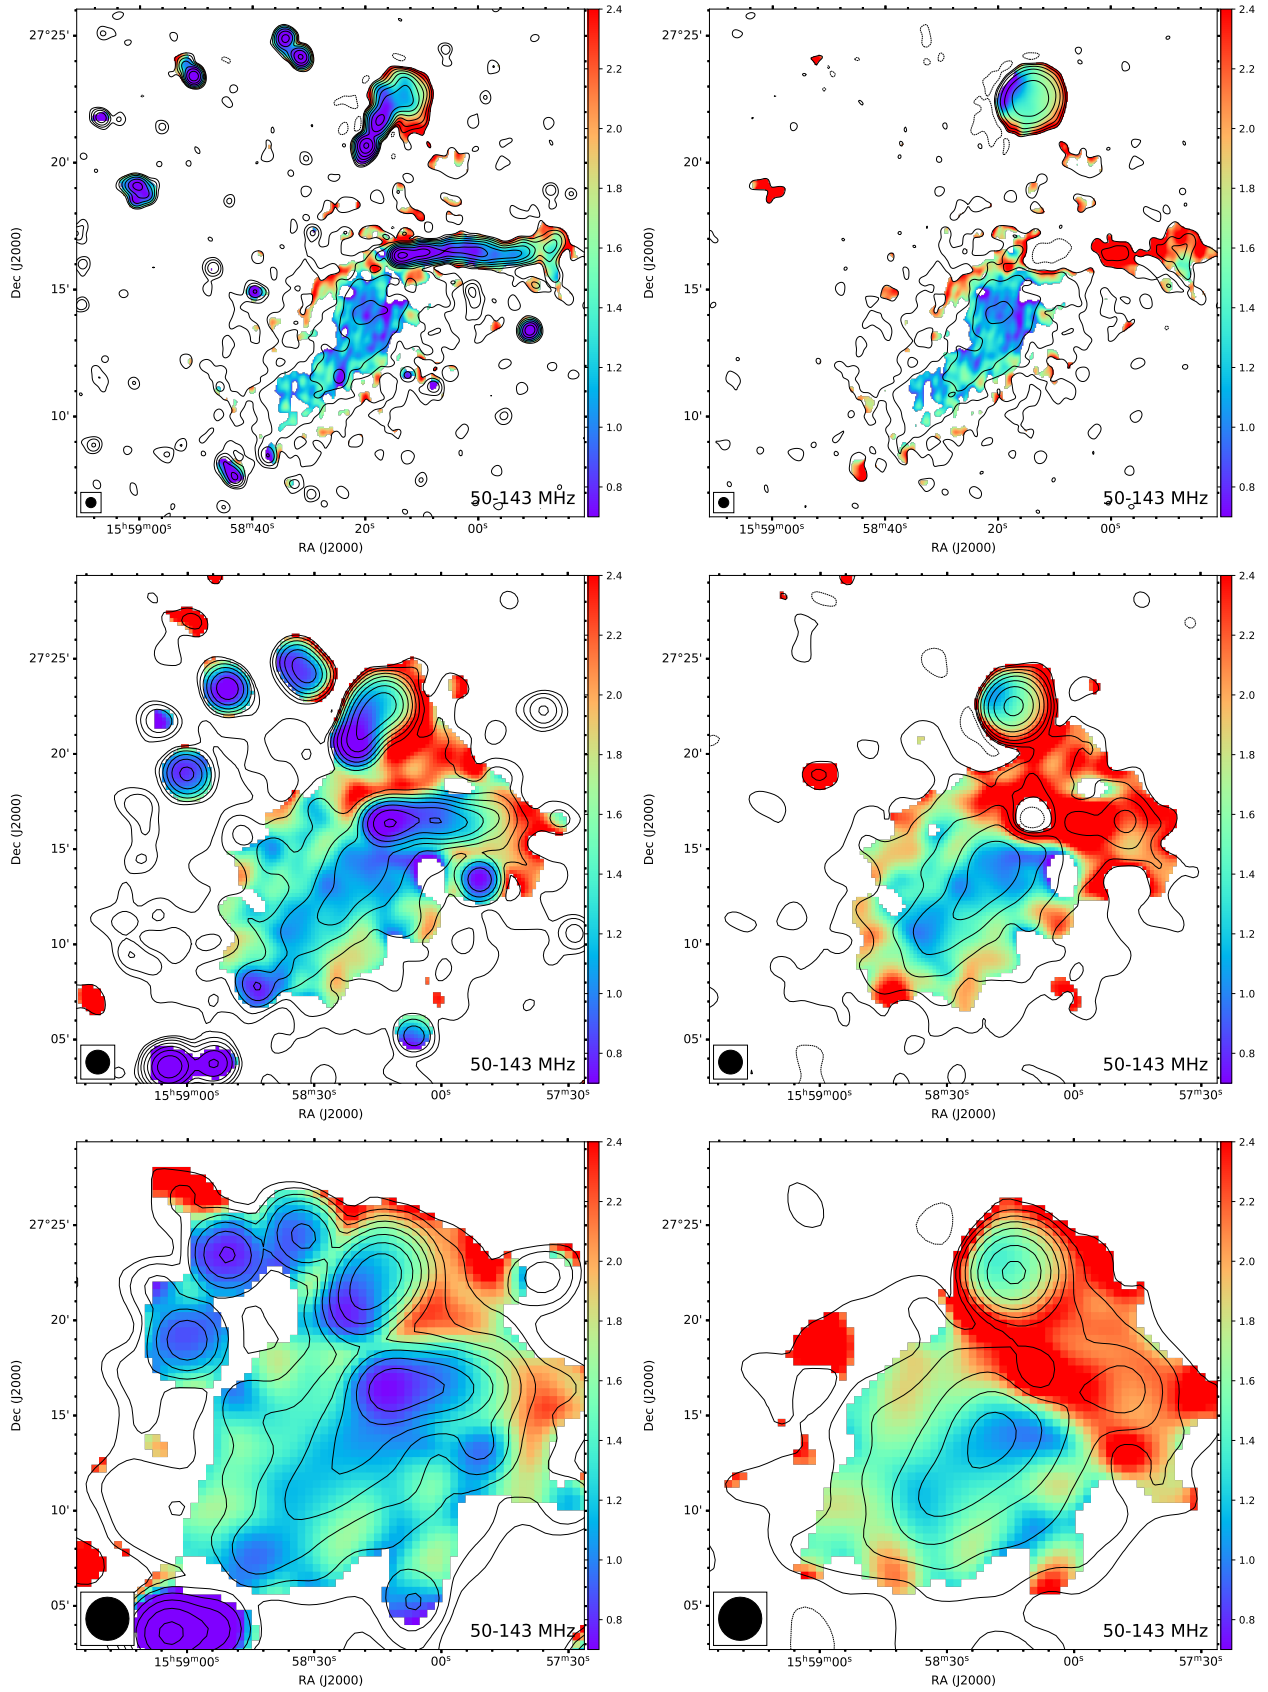 27°25'
20'
15'
10'
Dec (J2000)
15ʰ59ᵐ00ˢ
58ᵐ40ˢ
20ˢ
00ˢ
RA (J2000)
50-143 MHz
2.4
2.2
2.0
1.8
1.6
1.4
1.2
1.0
0.8
27°25'
20'
15'
10'
Dec (J2000)
15ʰ59ᵐ00ˢ
58ᵐ40ˢ
20ˢ
00ˢ
RA (J2000)
50-143 MHz
2.4
2.2
2.0
1.8
1.6
1.4
1.2
1.0
0.8
27°25'
20'
15'
10'
05'
Dec (J2000)
15ʰ59ᵐ00ˢ
58ᵐ30ˢ
00ˢ
57ᵐ30ˢ
RA (J2000)
50-143 MHz
2.4
2.2
2.0
1.8
1.6
1.4
1.2
1.0
0.8
27°25'
20'
15'
10'
05'
Dec (J2000)
15ʰ59ᵐ00ˢ
58ᵐ30ˢ
00ˢ
57ᵐ30ˢ
RA (J2000)
50-143 MHz
2.4
2.2
2.0
1.8
1.6
1.4
1.2
1.0
0.8
27°25'
20'
15'
10'
05'
Dec (J2000)
15ʰ59ᵐ00ˢ
58ᵐ30ˢ
00ˢ
57ᵐ30ˢ
RA (J2000)
50-143 MHz
2.4
2.2
2.0
1.8
1.6
1.4
1.2
1.0
0.8
27°25'
20'
15'
10'
05'
Dec (J2000)
15ʰ59ᵐ00ˢ
58ᵐ30ˢ
00ˢ
57ᵐ30ˢ
RA (J2000)
50-143 MHz
2.4
2.2
2.0
1.8
1.6
1.4
1.2
1.0
0.8